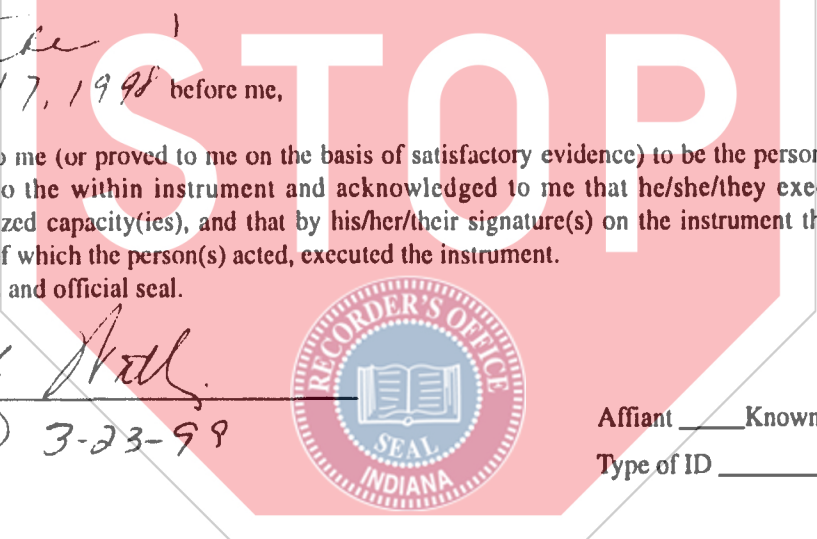 STOP
17, 1998 before me,
me (or proved to me on the basis of satisfactory evidence) to be the person
o the within instrument and acknowledged to me that he/she/they exe
zed capacity(ies), and that by his/her/their signature(s) on the instrument th
f which the person(s) acted, executed the instrument.
and official seal.
RECORDER'S OFFICE
SEAL
INDIANA
3-23-99
Affiant _____Known
Type of ID